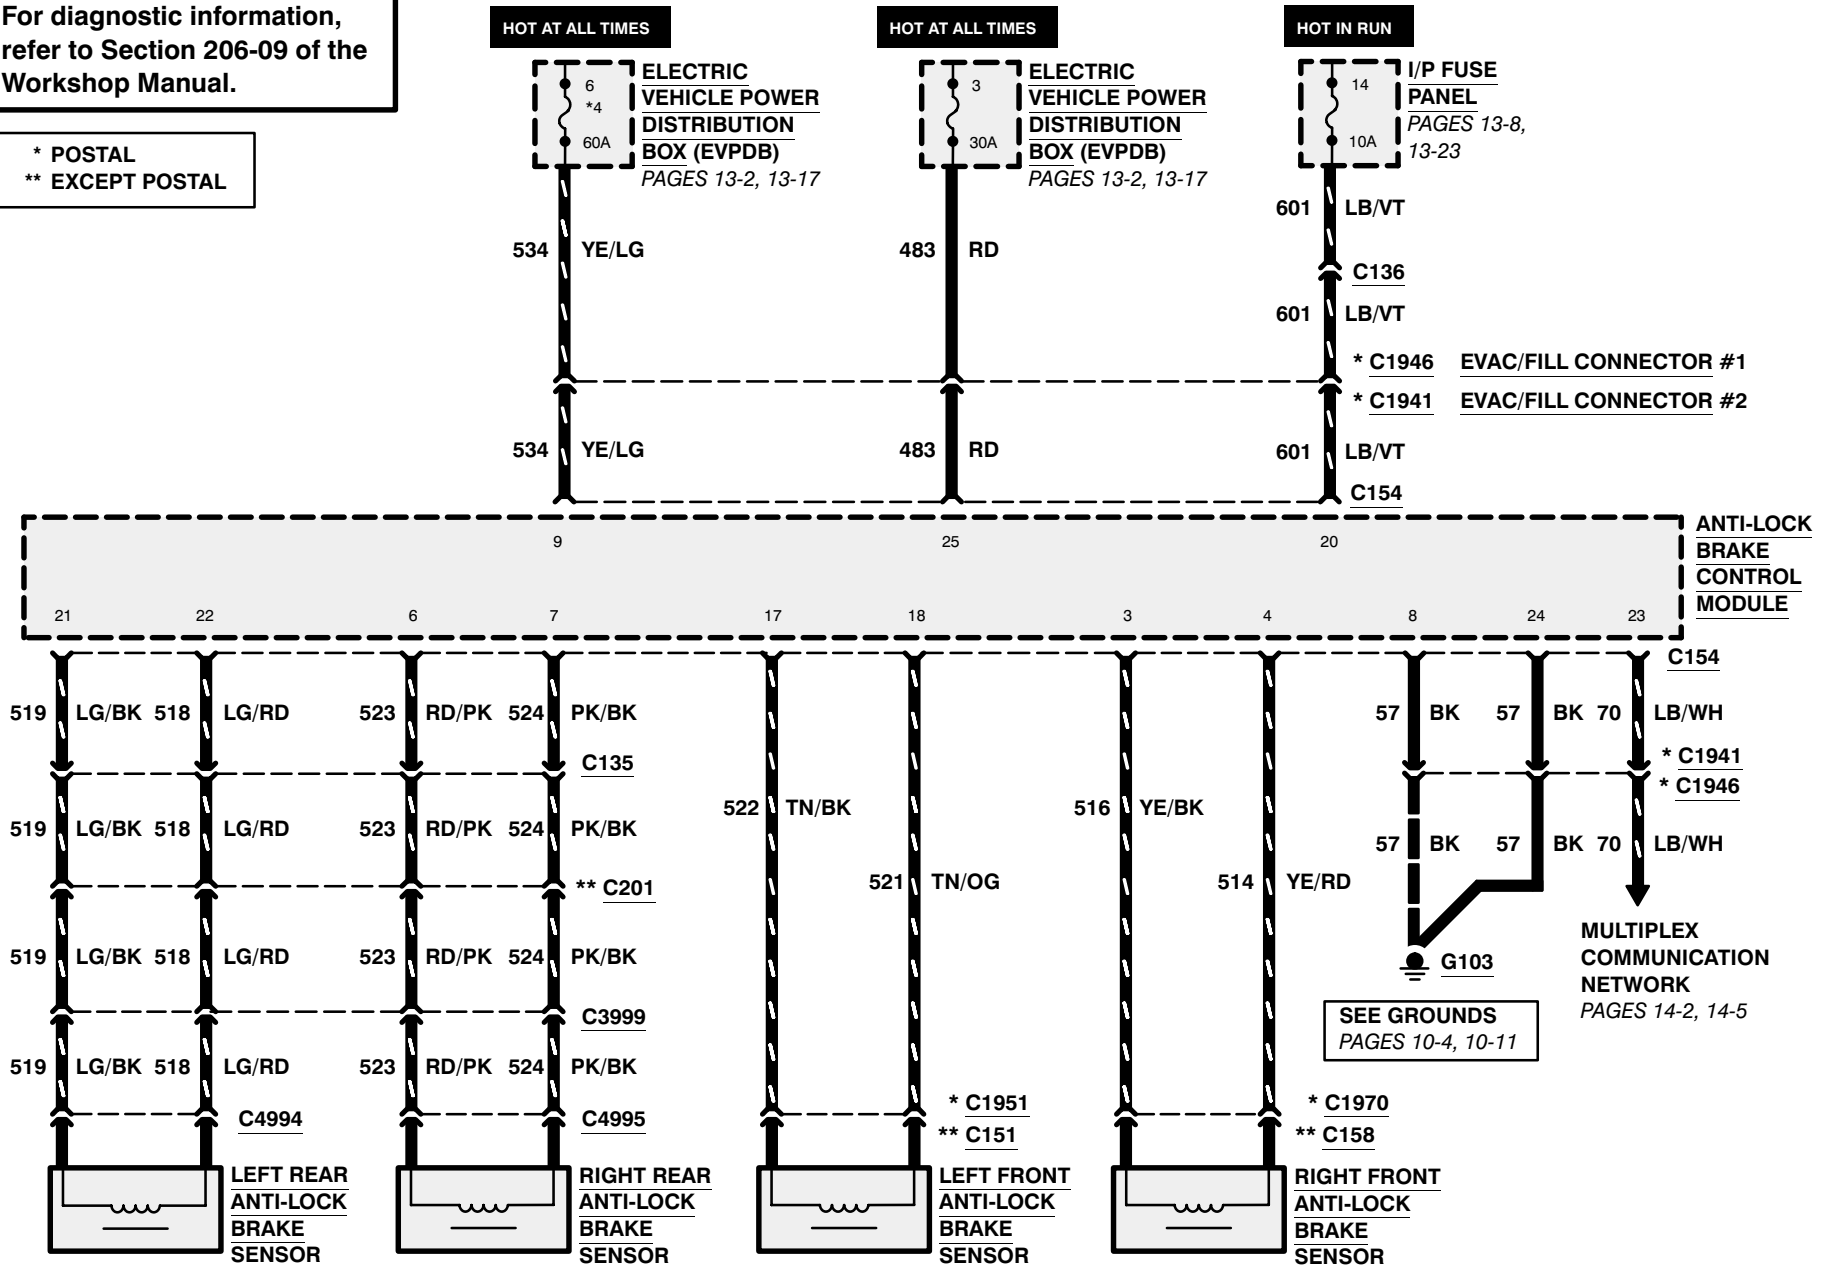 For diagnostic information,
refer to Section 206-09 of the
Workshop Manual.
* POSTAL
** EXCEPT POSTAL
HOT AT ALL TIMES
6
*4
60A
ELECTRIC
VEHICLE POWER
DISTRIBUTION
BOX (EVPDB)
PAGES 13-2, 13-17
HOT AT ALL TIMES
3
30A
ELECTRIC
VEHICLE POWER
DISTRIBUTION
BOX (EVPDB)
PAGES 13-2, 13-17
HOT IN RUN
14
10A
I/P FUSE
PANEL
PAGES 13-8,
13-23
601 LB/VT
534 YE/LG
483 RD
C136
601 LB/VT
* C1946 EVAC/FILL CONNECTOR #1
* C1941 EVAC/FILL CONNECTOR #2
534 YE/LG
483 RD
601 LB/VT
C154
9 25 20
ANTI-LOCK
BRAKE
CONTROL
MODULE
21 22 6 7 17 18 3 4 8 24 23
C154
519 LG/BK 518 LG/RD 523 RD/PK 524 PK/BK
57 BK 57 BK 70 LB/WH
C135
* C1941
* C1946
519 LG/BK 518 LG/RD 523 RD/PK 524 PK/BK
522 TN/BK
516 YE/BK
57 BK 57 BK 70 LB/WH
** C201
521 TN/OG
514 YE/RD
MULTIPLEX
COMMUNICATION
NETWORK
PAGES 14-2, 14-5
519 LG/BK 518 LG/RD 523 RD/PK 524 PK/BK
G103
SEE GROUNDS
PAGES 10-4, 10-11
C3999
519 LG/BK 518 LG/RD 523 RD/PK 524 PK/BK
C4994
C4995
* C1951
** C151
* C1970
** C158
LEFT REAR
ANTI-LOCK
BRAKE
SENSOR
RIGHT REAR
ANTI-LOCK
BRAKE
SENSOR
LEFT FRONT
ANTI-LOCK
BRAKE
SENSOR
RIGHT FRONT
ANTI-LOCK
BRAKE
SENSOR